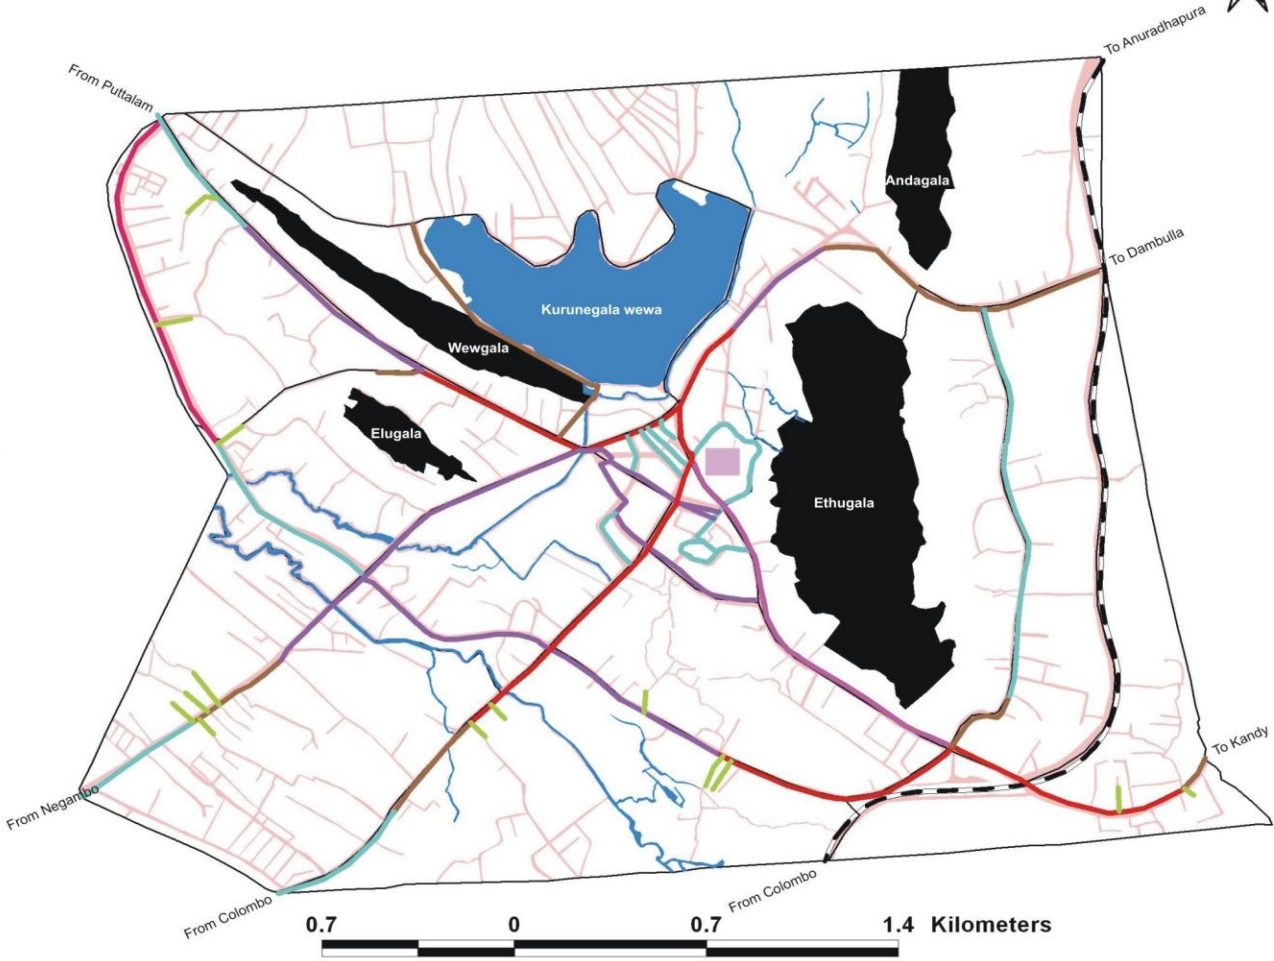 To Anuradhapura
From Puttalam
Andagala
To Dambulla
Kurunegala wewa
Wewgala
Elugala
Ethugala
To Kandy
From Negambo
From Colombo
From Colombo
0.7 0 0.7 1.4 Kilometers